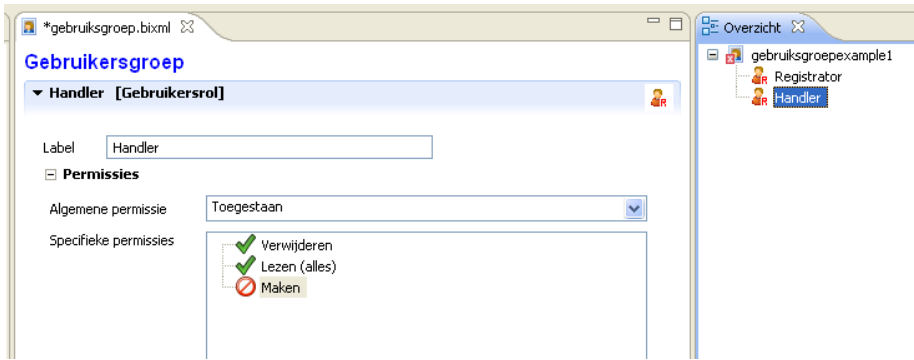 *gebruiksgroep.bixml
Gebruikersgroep
Handler [Gebruikersrol]
Label Handler
Permissies
Algemene permissie Toegestaan
Specifieke permissies
Verwijderen
Lezen (alles)
Maken
Overzicht
gebruiksgroepexample1
Registrator
Handler